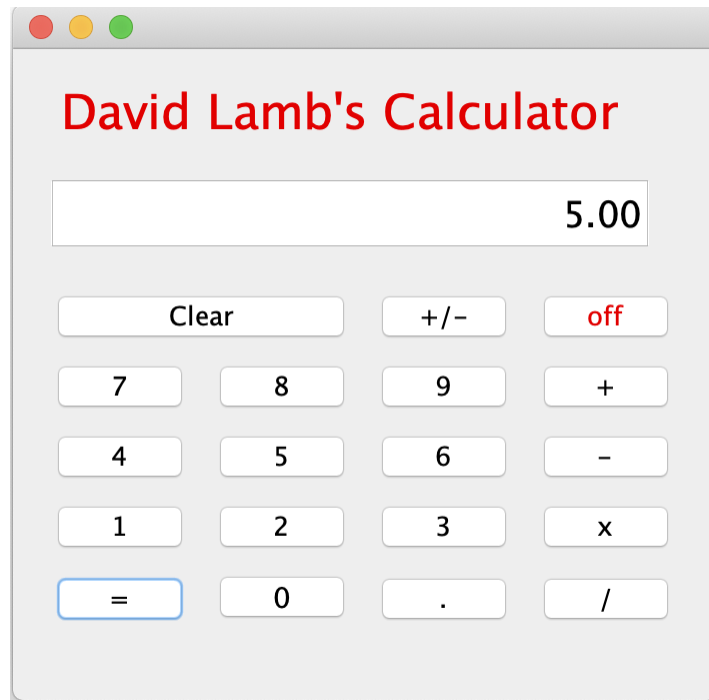 David Lamb's Calculator
5.00
Clear +/- off
7 8 9 +
4 5 6 -
1 2 3 x
= 0 . /